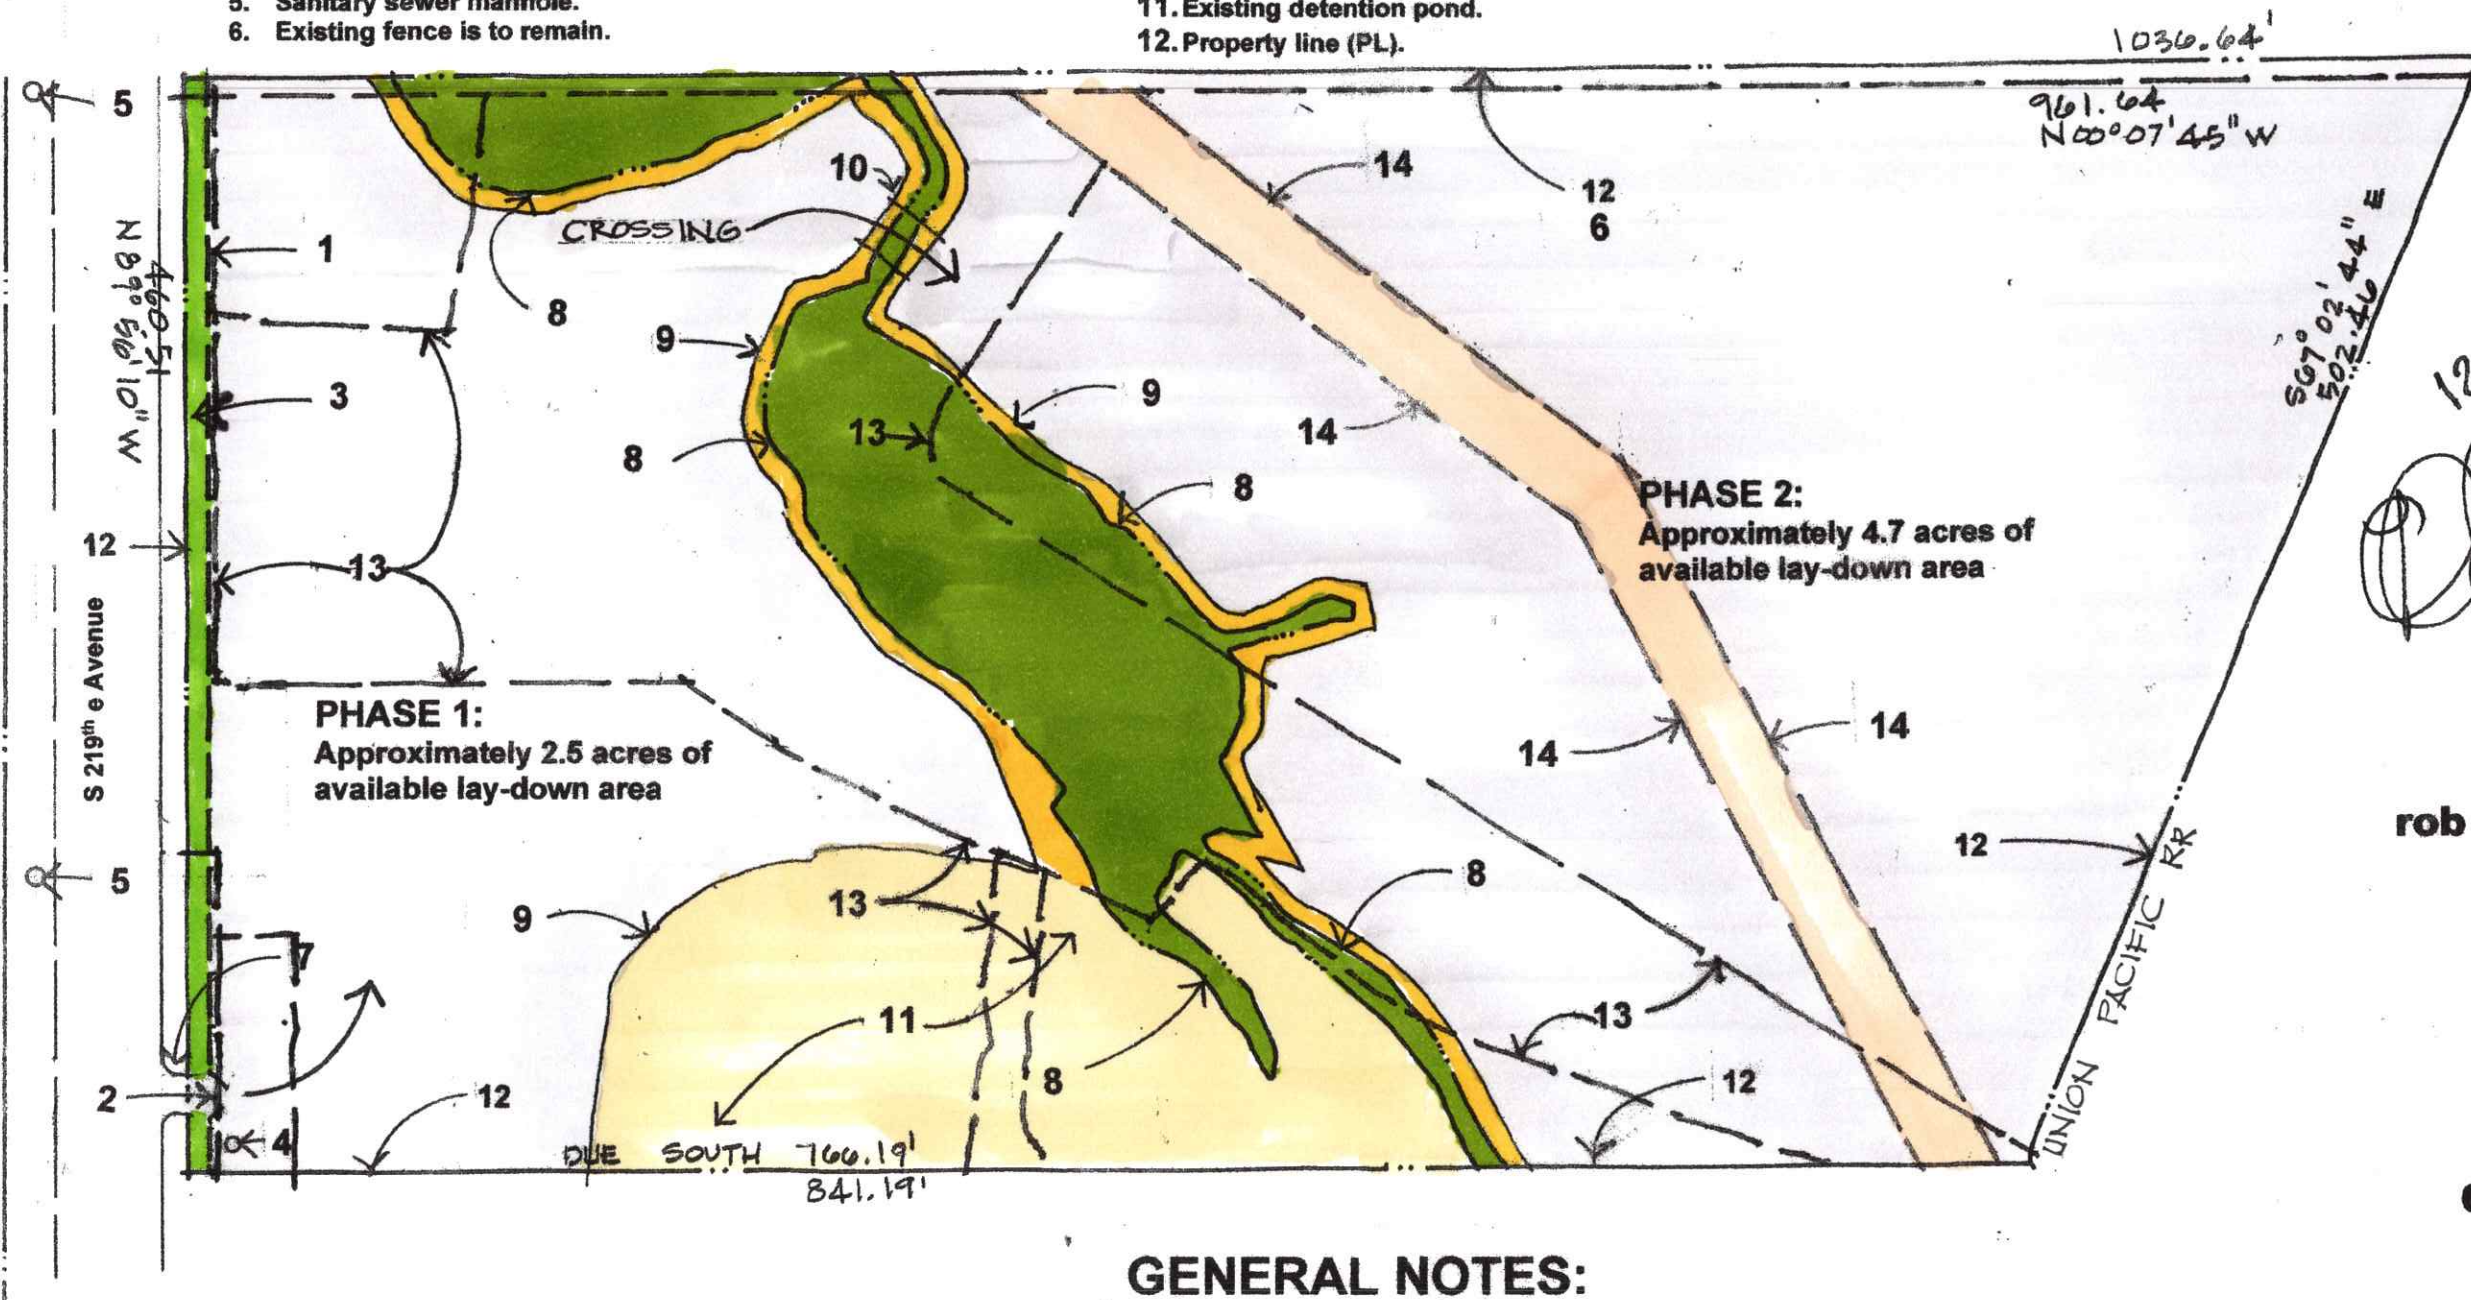 5. Sanitary sewer manhole.
6. Existing fence is to remain.
11. Existing detention pond.
12. Property line (PL).
1036.64'
961.64
N00°07'45"W
5
10
14
12
6
CROSSING
1
8
S67°02'44"E
502.46
N89°56'10"W
460.51
9
3
9
12
13
14
8
8
PHASE 2:
Approximately 4.7 acres of
available lay-down area
12
13
S 219th e Avenue
PHASE 1:
Approximately 2.5 acres of
available lay-down area
14
14
rob
12
UNION PACIFIC RR
5
8
13
9
7
11
13
8
12
2
12
4
DUE SOUTH 766.19'
841.19'
GENERAL NOTES: